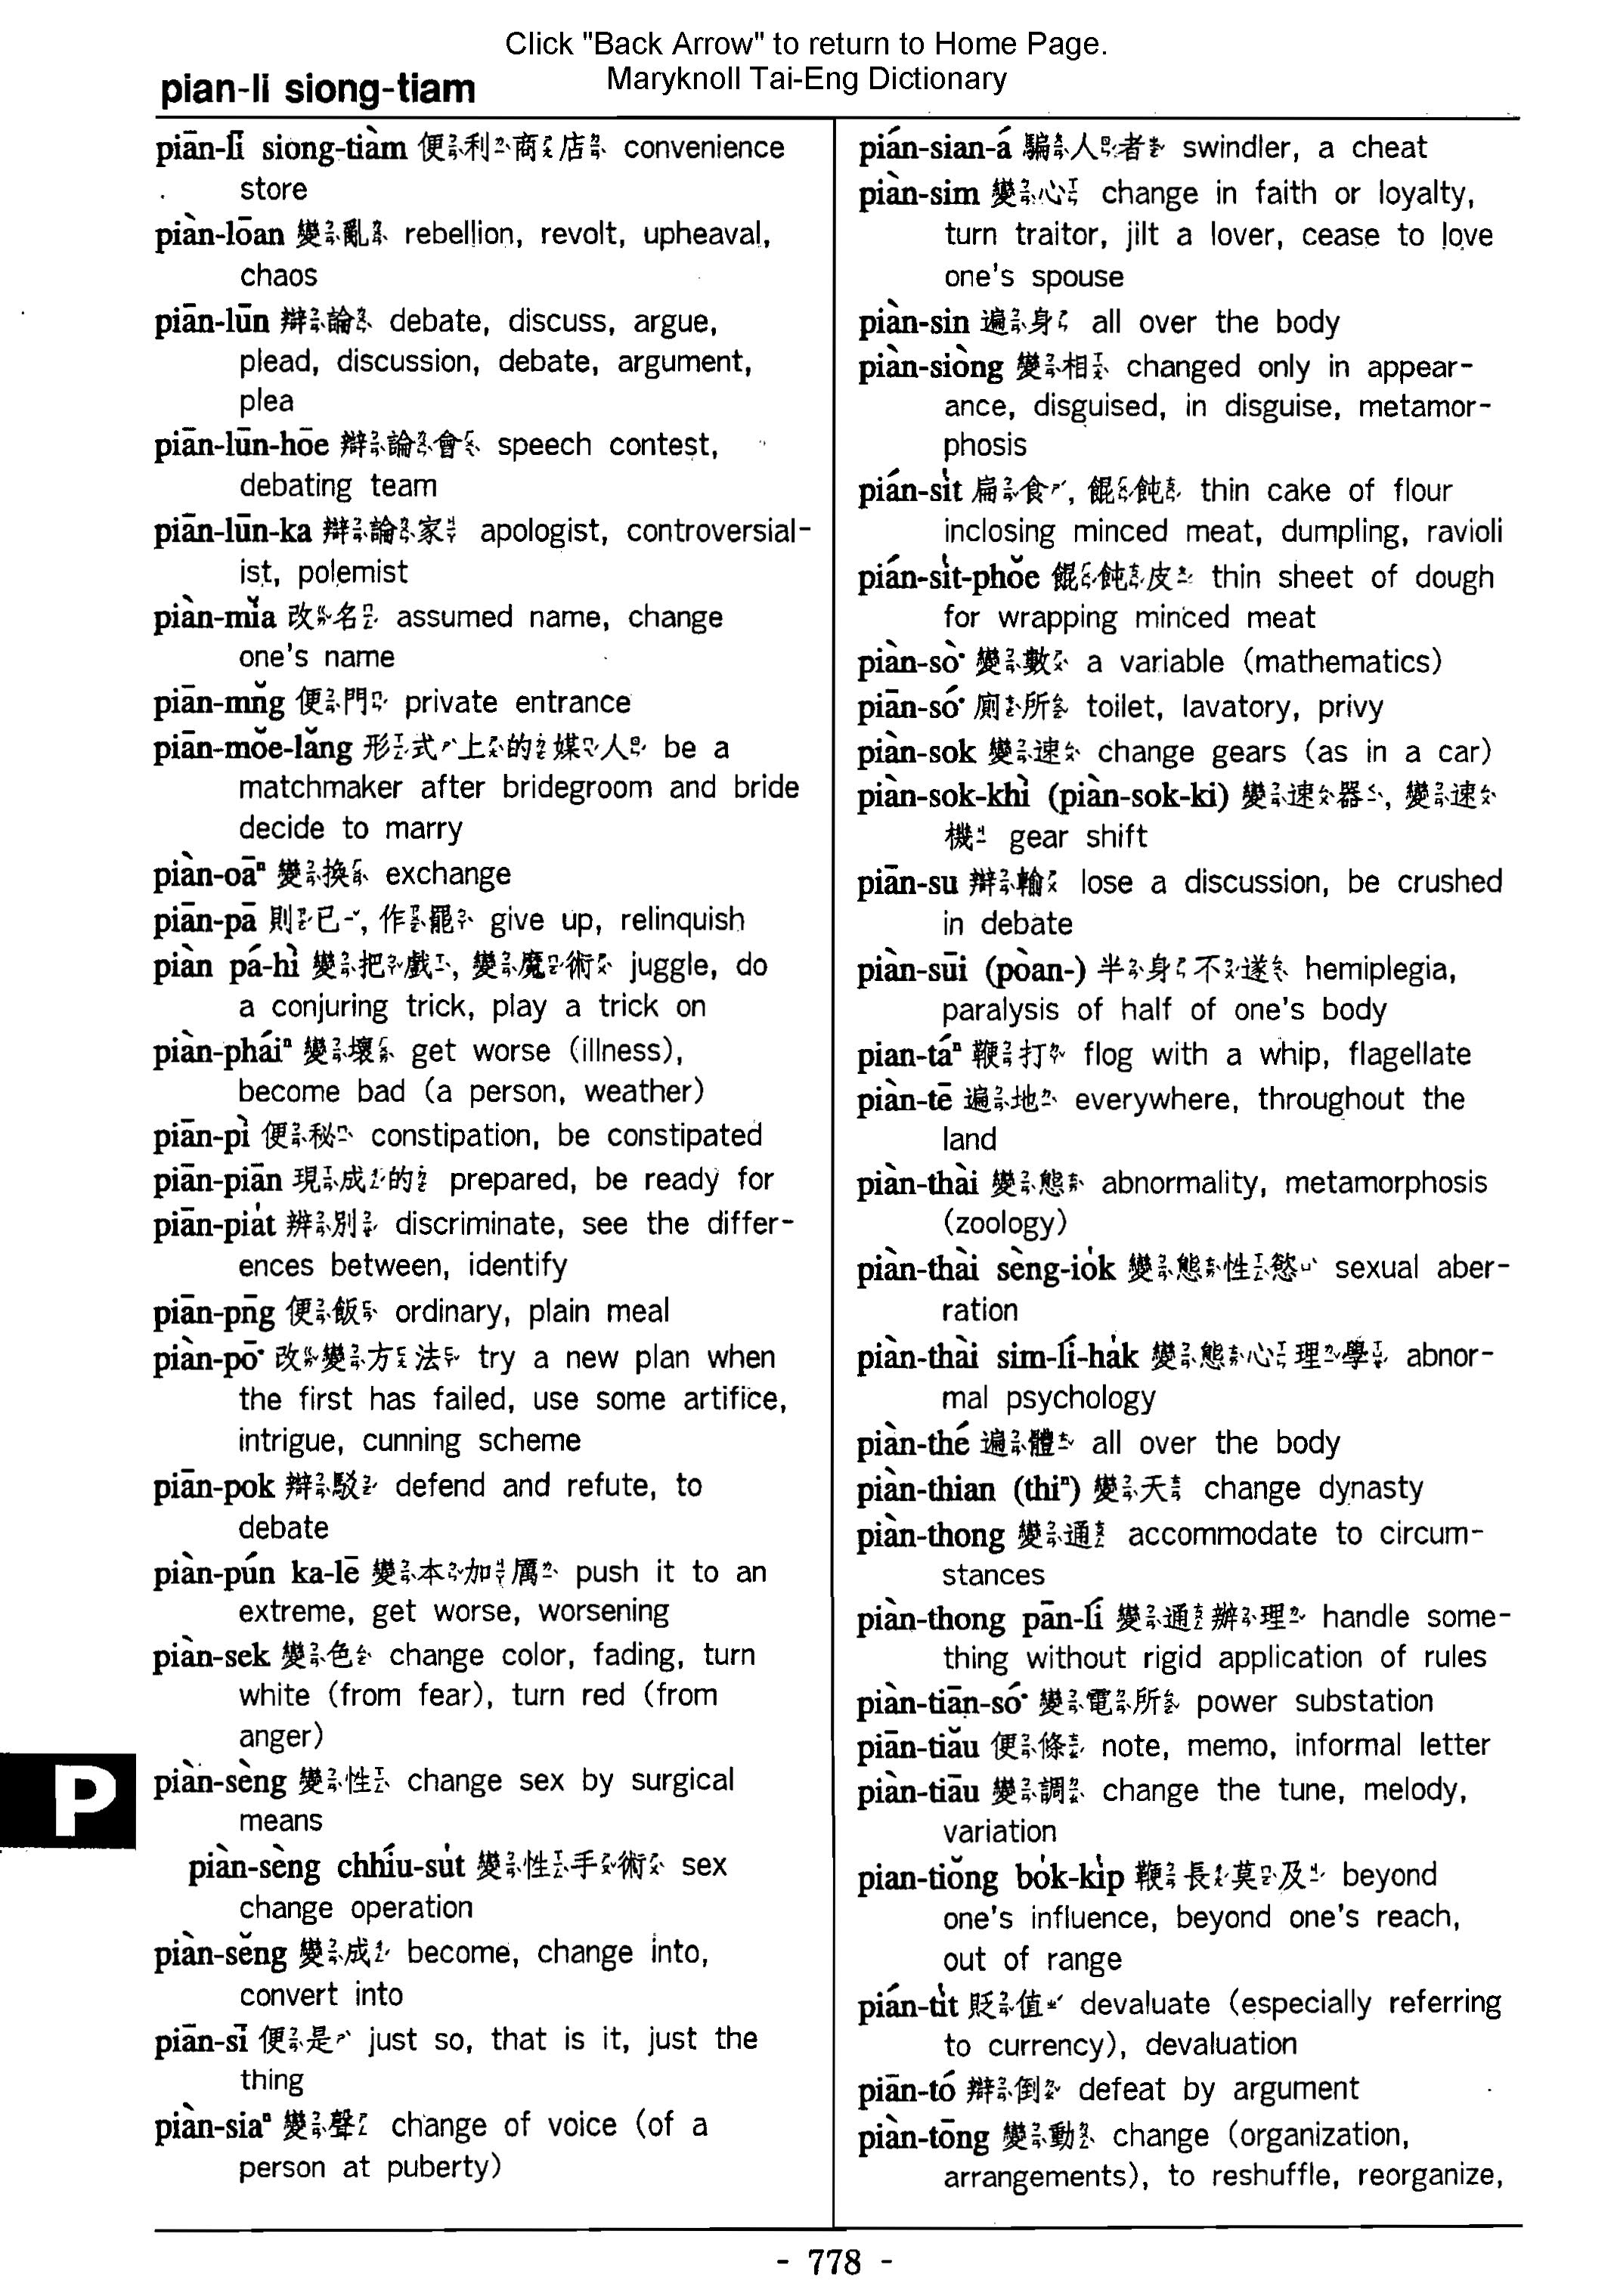 Click "Back Arrow" to return to Home Page.
Maryknoll Tai-Eng Dictionary
pian-li siong-tiam
piān-lī siong-tiàm 便利商店 convenience
store
piàn-lōan 變亂 rebellion, revolt, upheaval,
chaos
piān-lūn 辯論 debate, discuss, argue,
plead, discussion, debate, argument,
plea
piān-lūn-hōe 辯論會 speech contest,
debating team
piān-lūn-ka 辯論家 apologist, controversial-
ist, polemist
piàn-mĭa 改名 assumed name, change
one's name
piān-mn̆g 便門 private entrance
piān-mŏe-lăng 形式上的媒人 be a
matchmaker after bridegroom and bride
decide to marry
piàn-oāⁿ 變換 exchange
piān-pā 則已, 作罷 give up, relinquish
piàn pá-hì 變把戲, 變魔術 juggle, do
a conjuring trick, play a trick on
piàn-pháiⁿ 變壞 get worse (illness),
become bad (a person, weather)
piān-pì 便秘 constipation, be constipated
piān-piān 現成的 prepared, be ready for
piān-pia̍t 辨別 discriminate, see the differ-
ences between, identify
piān-pn̄g 便飯 ordinary, plain meal
piàn-pō͘ 改變方法 try a new plan when
the first has failed, use some artifice,
intrigue, cunning scheme
piān-pok 辯駁 defend and refute, to
debate
piàn-pún ka-lē 變本加厲 push it to an
extreme, get worse, worsening
piàn-sek 變色 change color, fading, turn
white (from fear), turn red (from
anger)
piàn-sèng 變性 change sex by surgical
means
piàn-sèng chhíu-su̍t 變性手術 sex
change operation
piàn-sĕng 變成 become, change into,
convert into
piān-sī 便是 just so, that is it, just the
thing
piàn-siaⁿ 變聲 change of voice (of a
person at puberty)
pián-sian-á 騙人者 swindler, a cheat
piàn-sim 變心 change in faith or loyalty,
turn traitor, jilt a lover, cease to love
one's spouse
piàn-sin 遍身 all over the body
piàn-siòng 變相 changed only in appear-
ance, disguised, in disguise, metamor-
phosis
pián-si̍t 扁食, 餛飩 thin cake of flour
inclosing minced meat, dumpling, ravioli
pián-si̍t-phŏe 餛飩皮 thin sheet of dough
for wrapping minced meat
piàn-sò͘ 變數 a variable (mathematics)
piān-só͘ 廁所 toilet, lavatory, privy
piàn-sok 變速 change gears (as in a car)
piàn-sok-khì (piàn-sok-ki) 變速器, 變速
機 gear shift
piān-su 辯輸 lose a discussion, be crushed
in debate
piàn-sūi (pòan-) 半身不遂 hemiplegia,
paralysis of half of one's body
pian-táⁿ 鞭打 flog with a whip, flagellate
piàn-tē 遍地 everywhere, throughout the
land
piàn-thài 變態 abnormality, metamorphosis
(zoology)
piàn-thài sèng-io̍k 變態性慾 sexual aber-
ration
piàn-thài sim-lí-ha̍k 變態心理學 abnor-
mal psychology
piàn-thé 遍體 all over the body
piàn-thian (thiⁿ) 變天 change dynasty
piàn-thong 變通 accommodate to circum-
stances
piàn-thong pān-lí 變通辦理 handle some-
thing without rigid application of rules
piàn-tiān-só͘ 變電所 power substation
piān-tiău 便條 note, memo, informal letter
piàn-tiāu 變調 change the tune, melody,
variation
pian-tiŏng bo̍k-ki̍p 鞭長莫及 beyond
one's influence, beyond one's reach,
out of range
pián-ti̍t 貶值 devaluate (especially referring
to currency), devaluation
piān-tó 辯倒 defeat by argument
piàn-tōng 變動 change (organization,
arrangements), to reshuffle, reorganize,
P
- 778 -